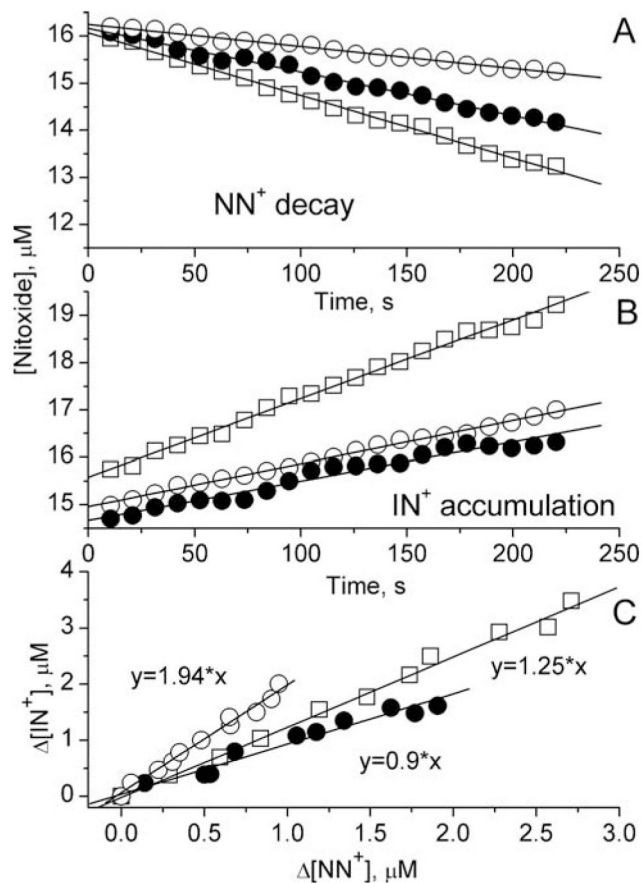 A
16
15
14
13
12
NN⁺ decay
0 50 100 150 200 250
Time, s
[Nitoxide], μM
B
19
18
17
16
15
IN⁺ accumulation
0 50 100 150 200 250
Time, s
C
4
3
2
1
0
y=1.94*x
y=1.25*x
y=0.9*x
Δ[IN⁺], μM
0.0 0.5 1.0 1.5 2.0 2.5 3.0
Δ[NN⁺], μM